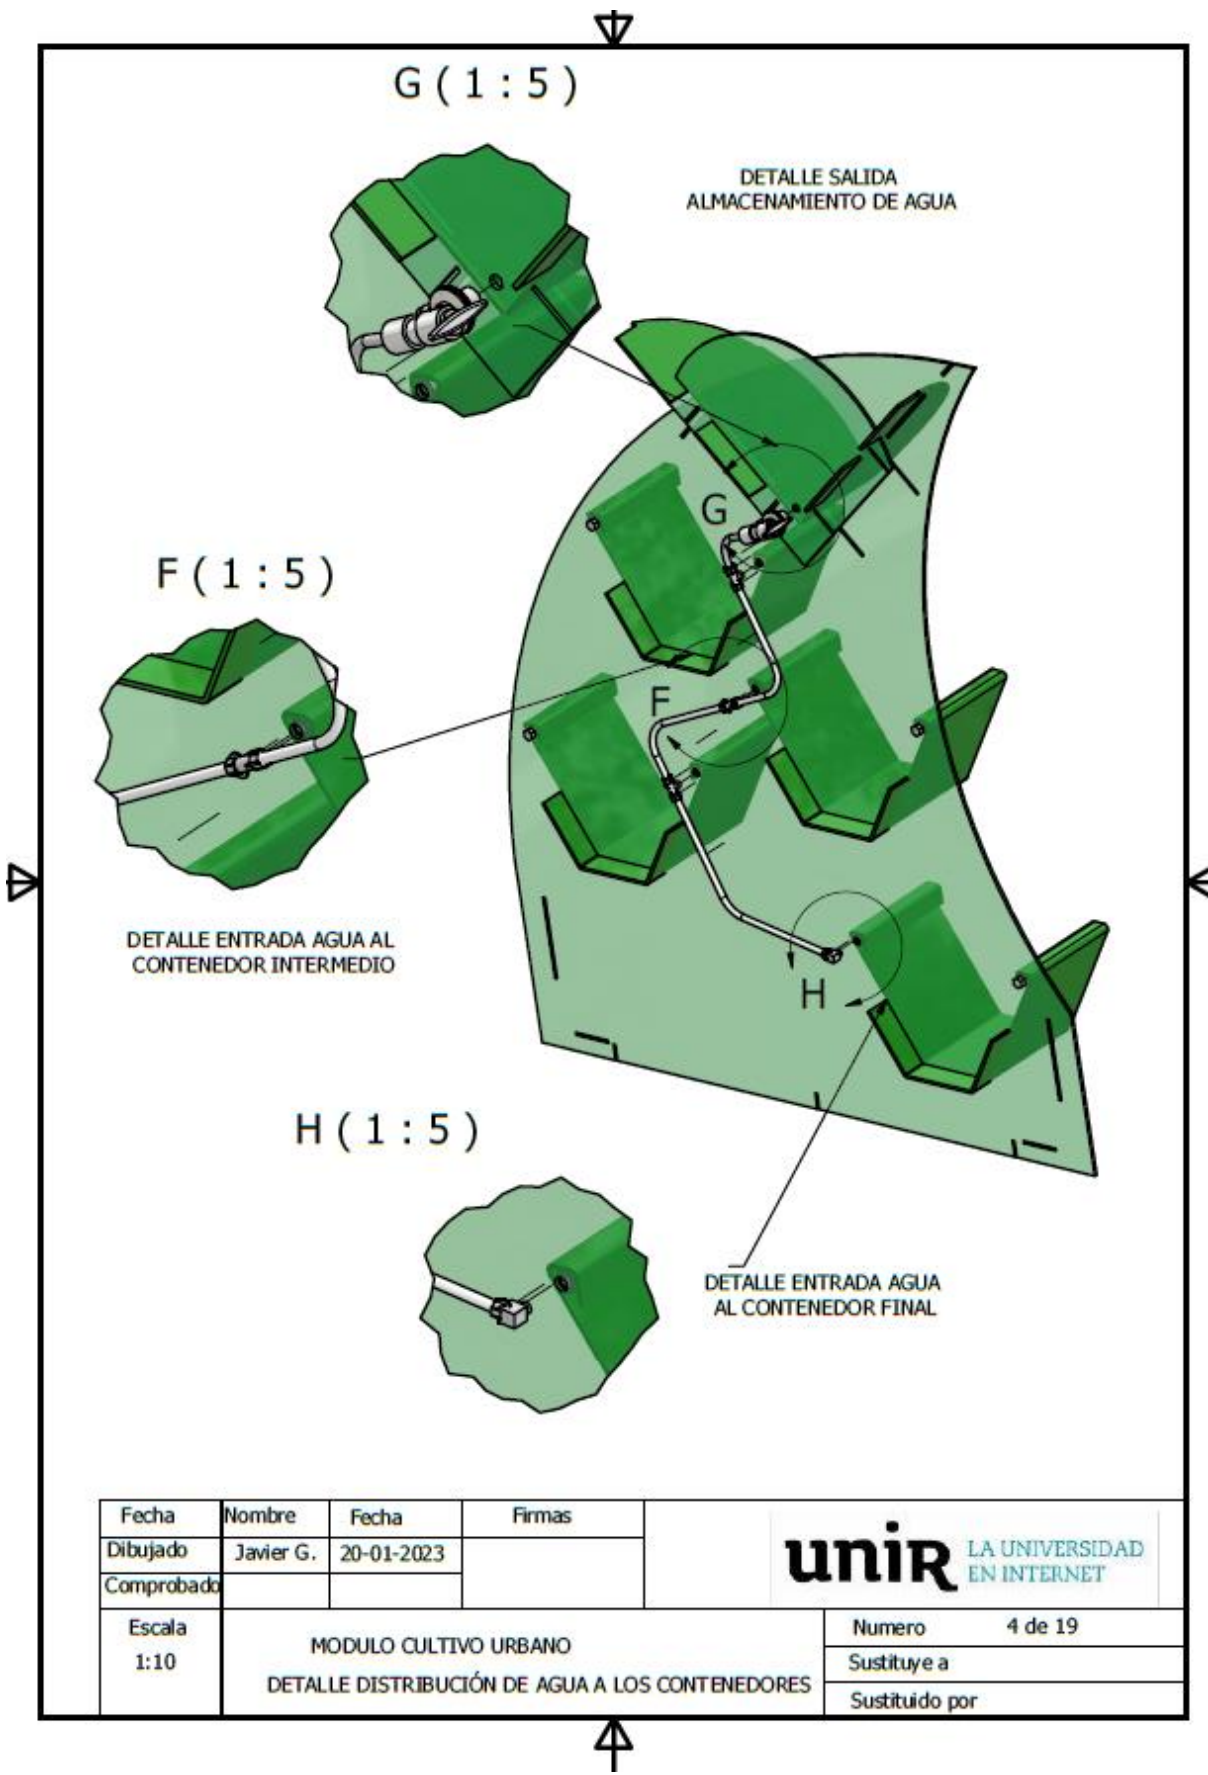 G ( 1 : 5 )
DETALLE SALIDA
ALMACENAMIENTO DE AGUA
G
F ( 1 : 5 )
F
DETALLE ENTRADA AGUA AL
CONTENEDOR INTERMEDIO
H
H ( 1 : 5 )
DETALLE ENTRADA AGUA
AL CONTENEDOR FINAL
Fecha Nombre Fecha Firmas
Dibujado Javier G. 20-01-2023
Comprobado
unir LA UNIVERSIDAD
EN INTERNET
Escala
1:10
MODULO CULTIVO URBANO
DETALLE DISTRIBUCIÓN DE AGUA A LOS CONTENEDORES
Numero 4 de 19
Sustituye a
Sustituido por